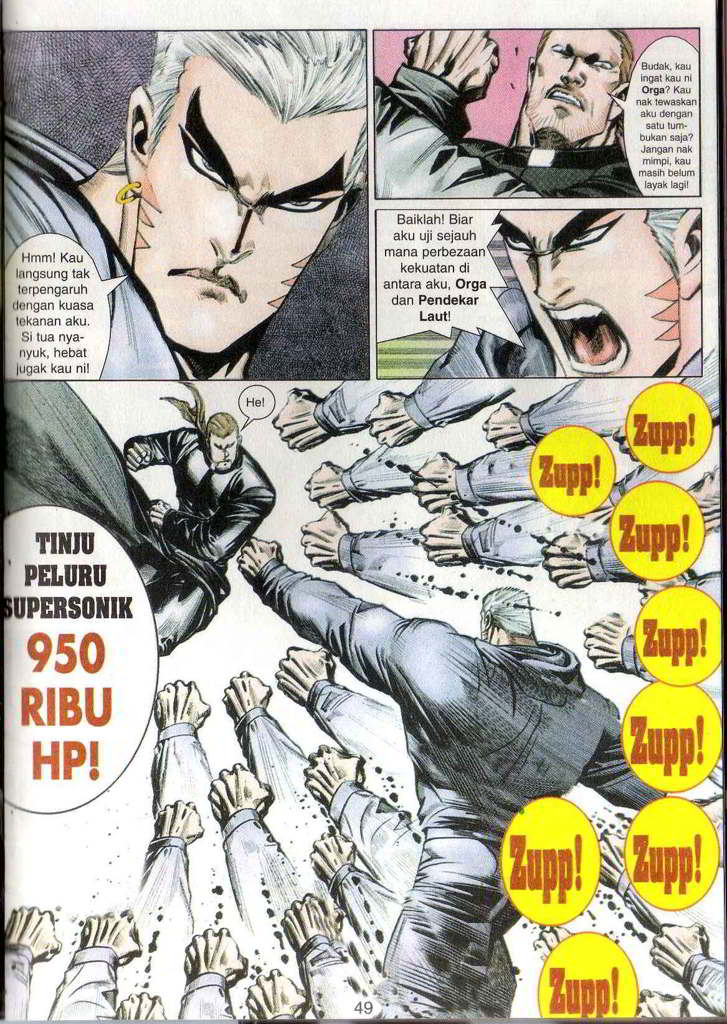 Hmm! Kau
langsung tak
terpengaruh
dengan kuasa
tekanan aku.
Si tua nya-
nyuk, hebat
jugak kau ni!
Budak, kau
ingat kau ni
Orga? Kau
nak tewaskan
aku dengan
satu tum-
bukan saja?
Jangan nak
mimpi, kau
masih belum
layak lagi!
Baiklah! Biar
aku uji sejauh
mana perbezaan
kekuatan di
antara aku, Orga
dan Pendekar
Laut!
He!
TINJU
PELURU
SUPERSONIK
950
RIBU
HP!
Zupp!
Zupp!
Zupp!
Zupp!
Zupp!
Zupp!
Zupp!
Zupp!
49